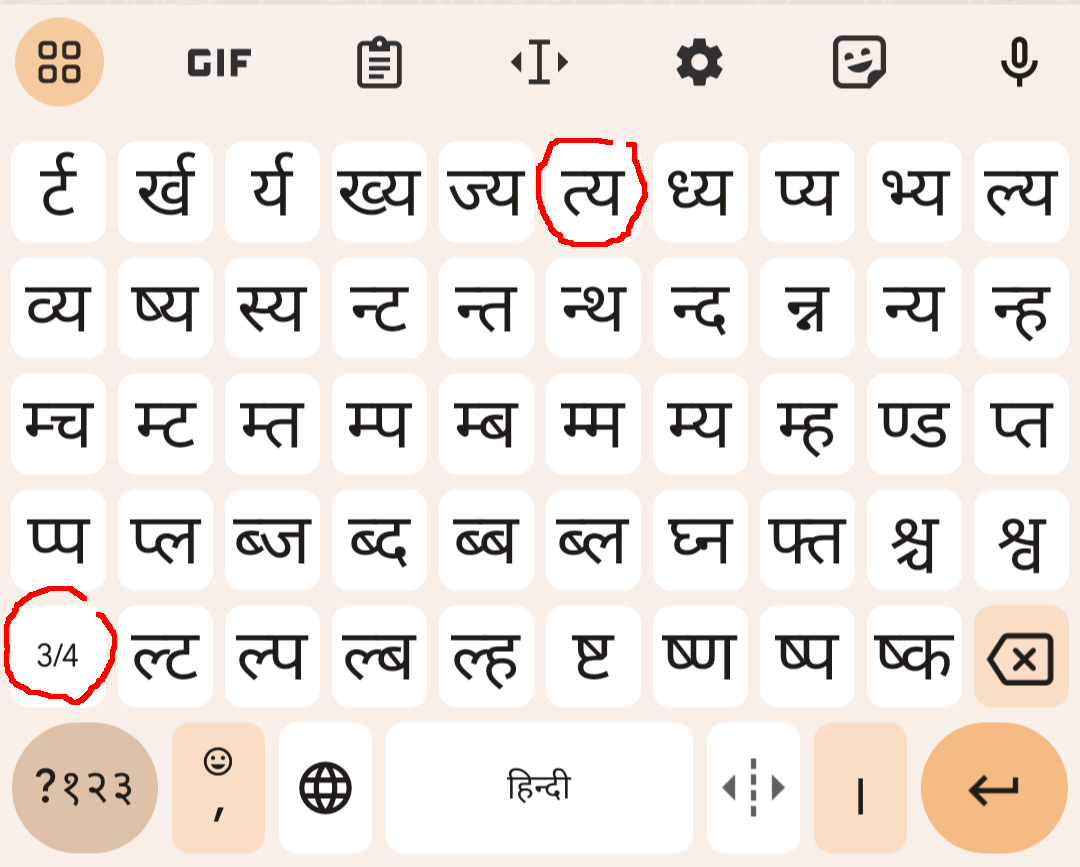 GIF
र्ट र्ख र्य ख्य ज्य त्य ध्य प्य भ्य ल्य
व्य ष्य स्य न्ट न्त न्थ न्द न्न न्य न्ह
म्च म्ट म्त म्प म्ब म्म म्य म्ह ण्ड प्त
प्प प्ल ब्ज ब्द ब्ब ब्ल घ्न फ्त श्च श्व
3/4 ल्ट ल्प ल्ब ल्ह ष्ट ष्ण ष्प ष्क
?१२३ , हिन्दी ।